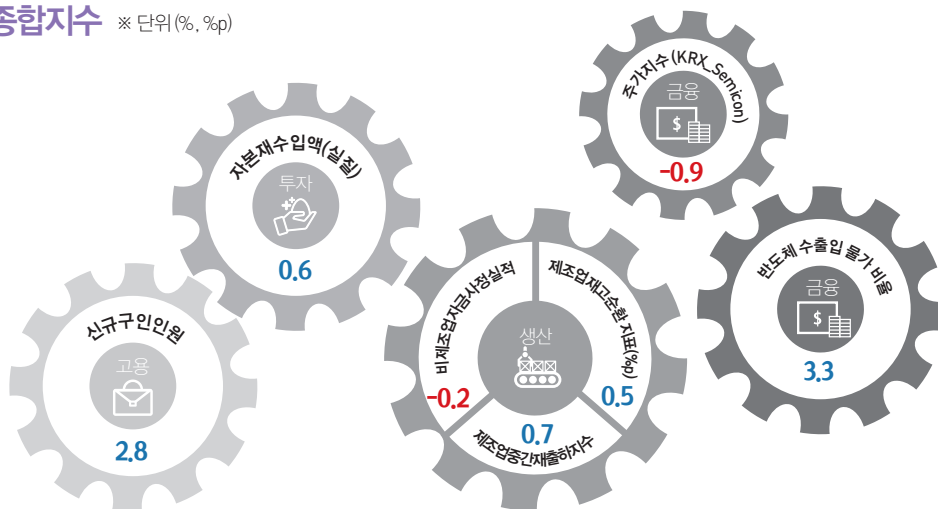 종합지수 ※ 단위(%, %p)
주가지수(KRX_Semicon)
금융
$
-0.9
자본재수입액(실질)
투자
0.6
반도체 수출입 물가 비율
금융
$
3.3
신규구인인원
고용
2.8
비제조업자금사정실적
-0.2
제조업재고순환지표(%p)
0.5
생산
0.7
제조업중간재출하지수